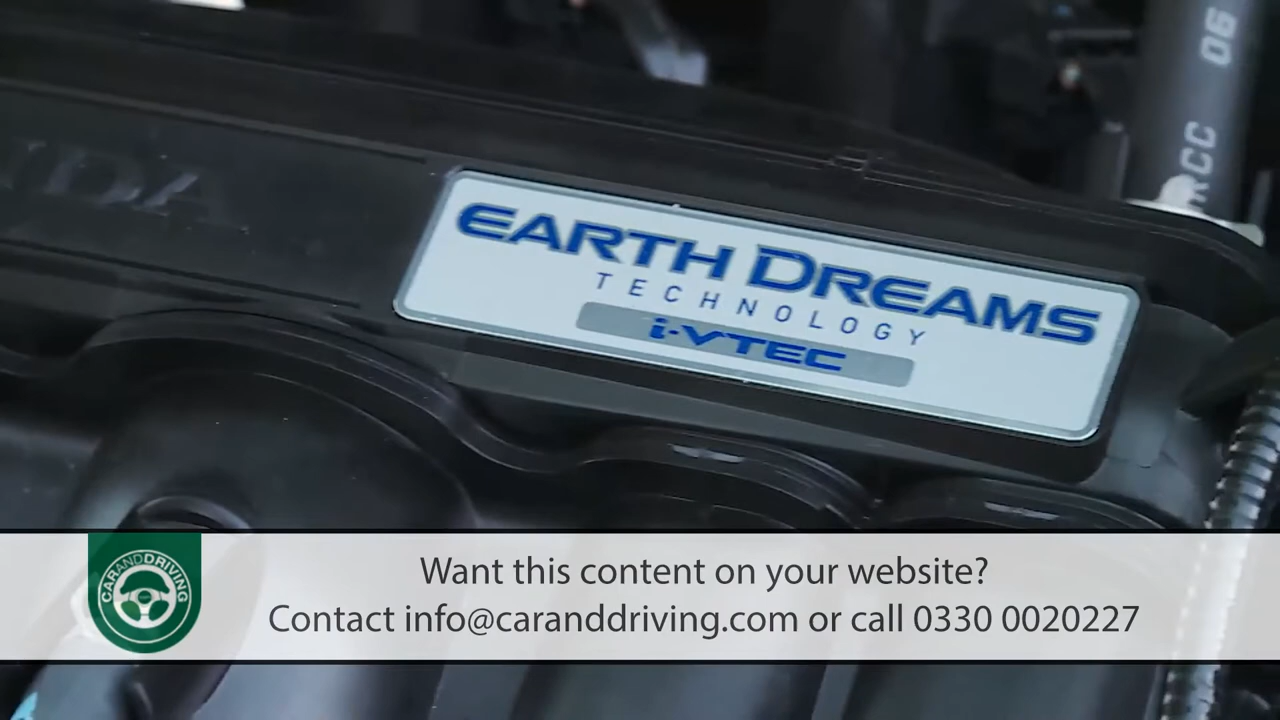 EARTH DREAMS
TECHNOLOGY
i-VTEC
06
CARANDDRIVING
Want this content on your website?
Contact info@caranddriving.com or call 0330 0020227